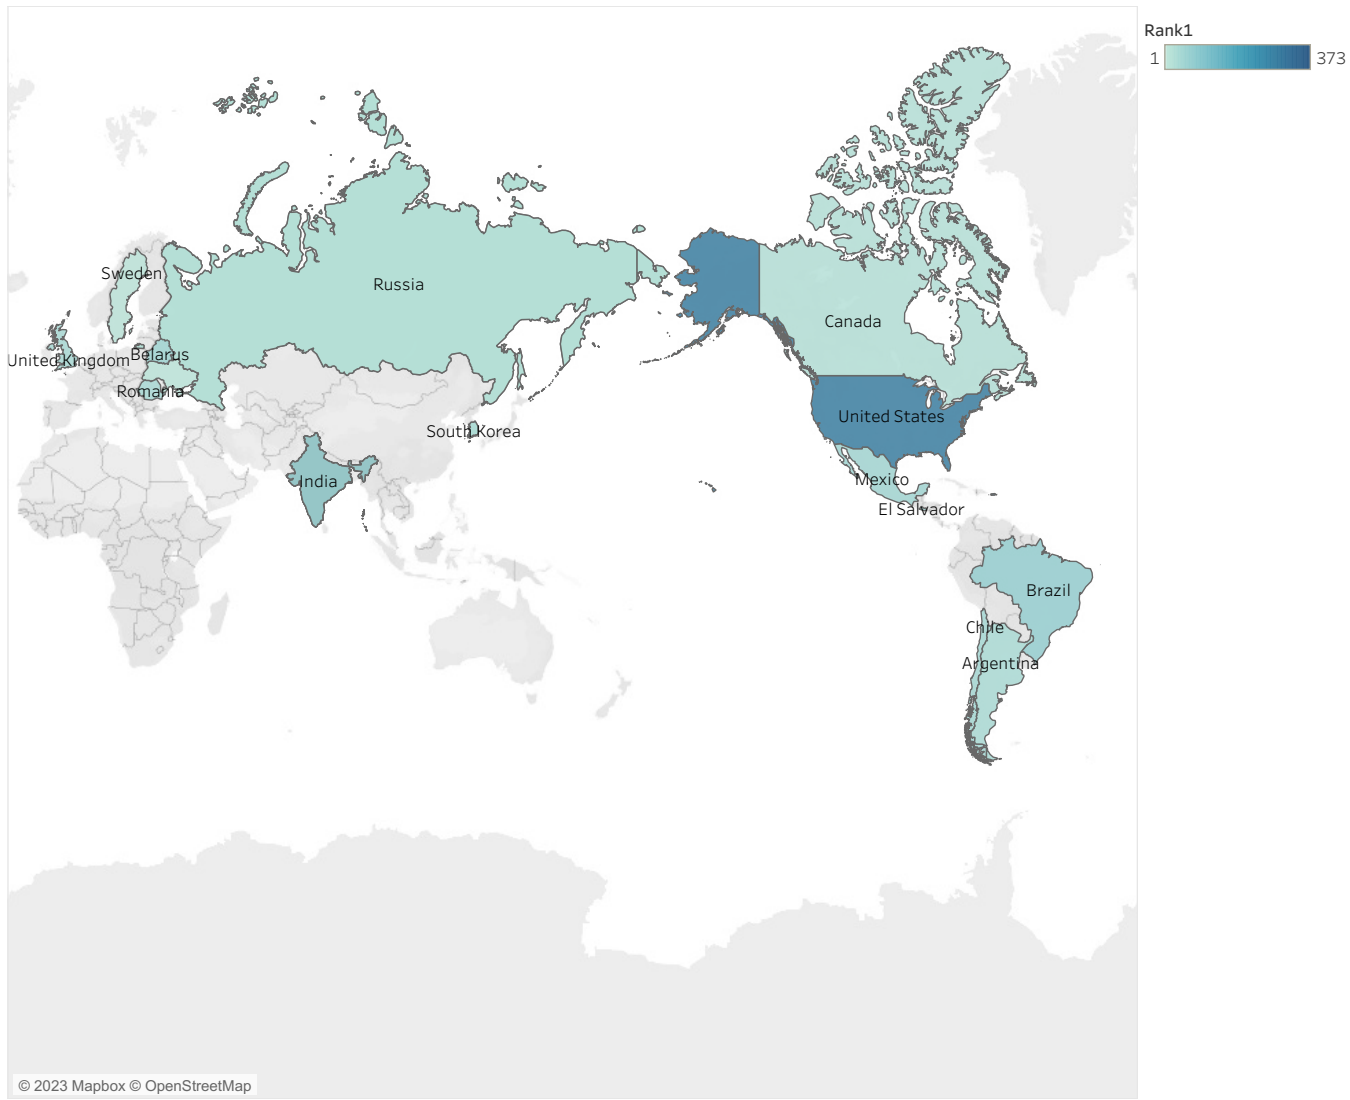 Rank1
1 373
Sweden
Russia
Canada
United Kingdom
Belarus
Romania
United States
South Korea
India
Mexico
El Salvador
Brazil
Chile
Argentina
© 2023 Mapbox © OpenStreetMap